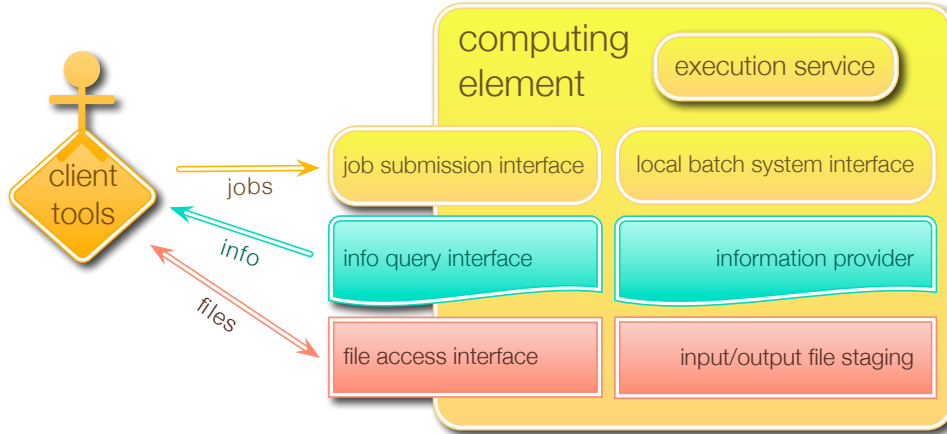 computing
element
execution service
client
tools
jobs
job submission interface
local batch system interface
info
info query interface
information provider
files
file access interface
input/output file staging